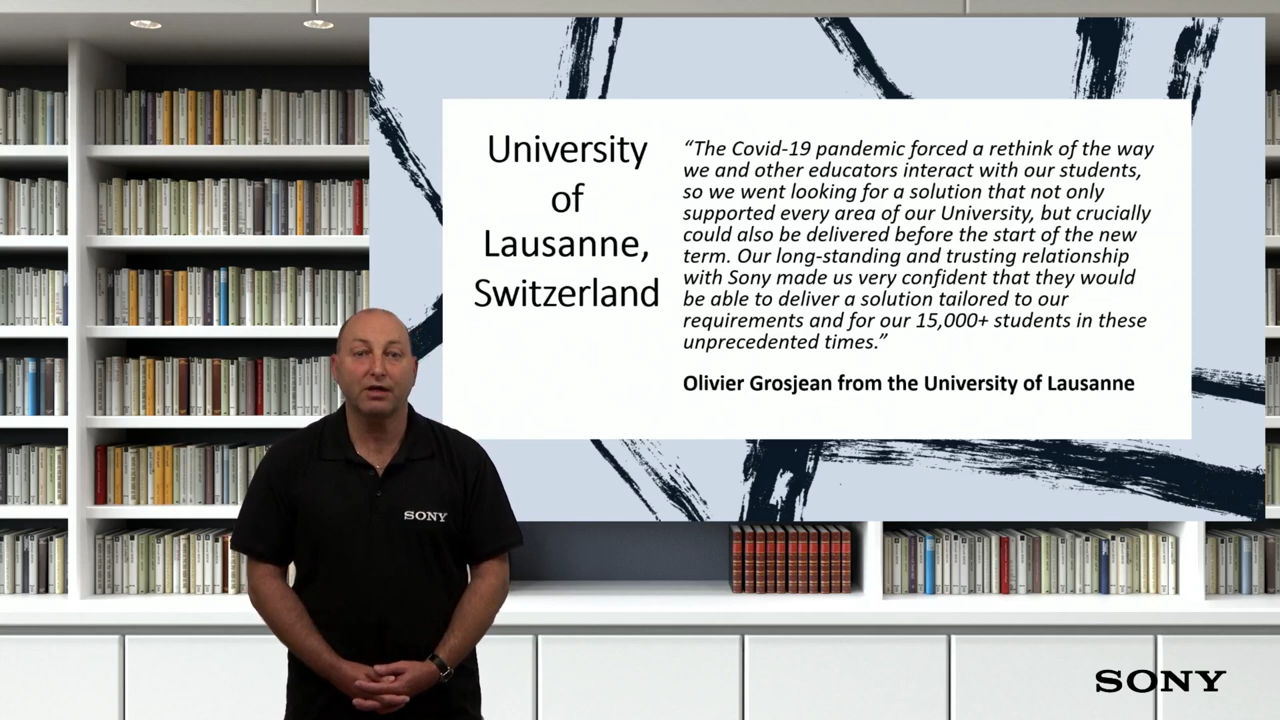 University
of
Lausanne,
Switzerland
“The Covid-19 pandemic forced a rethink of the way
we and other educators interact with our students,
so we went looking for a solution that not only
supported every area of our University, but crucially
could also be delivered before the start of the new
term. Our long-standing and trusting relationship
with Sony made us very confident that they would
be able to deliver a solution tailored to our
requirements and for our 15,000+ students in these
unprecedented times.”
Olivier Grosjean from the University of Lausanne
SONY
SONY